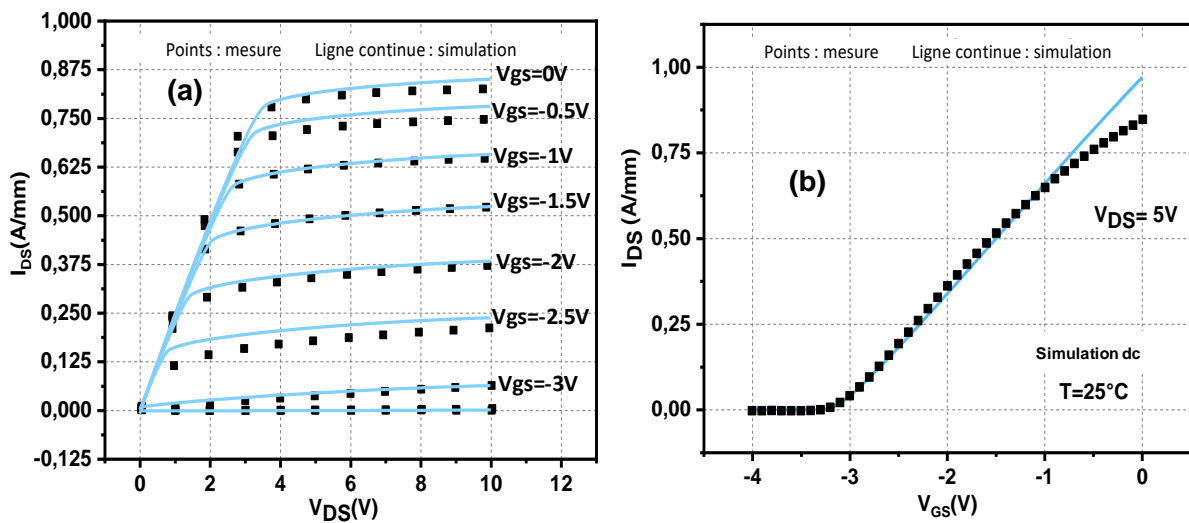 Points : mesure Ligne continue : simulation
(a)
IDS(A/mm)
1,000
0,875
0,750
0,625
0,500
0,375
0,250
0,125
0,000
-0,125
Vgs=0V
Vgs=-0.5V
Vgs=-1V
Vgs=-1.5V
Vgs=-2V
Vgs=-2.5V
Vgs=-3V
0 2 4 6 8 10 12
VDS(V)
Points : mesure Ligne continue : simulation
(b)
IDS (A/mm)
1,00
0,75
0,50
0,25
0,00
VDS= 5V
Simulation dc
T=25°C
-4 -3 -2 -1 0
VGS(V)